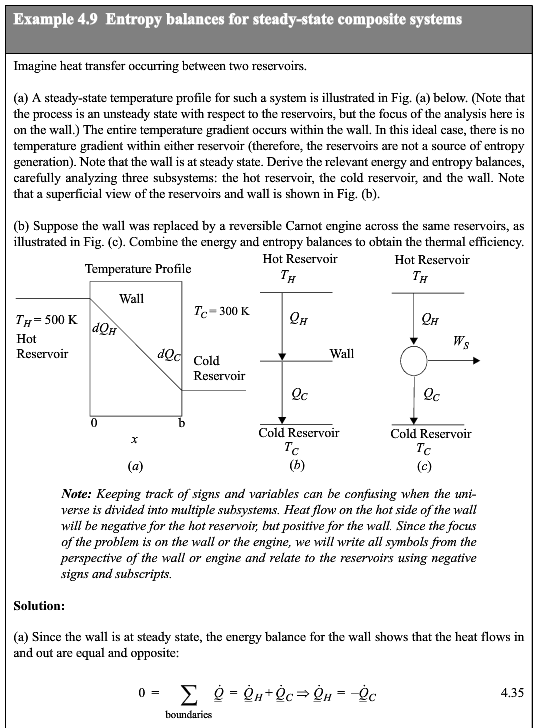 Example 4.9 Entropy balances for steady-state composite systems
Imagine heat transfer occurring between two reservoirs.
(a) A steady-state temperature profile for such a system is illustrated in Fig. (a) below. (Note that
the process is an unsteady state with respect to the reservoirs, but the focus of the analysis here is
on the wall.) The entire temperature gradient occurs within the wall. In this ideal case, there is no
temperature gradient within either reservoir (therefore, the reservoirs are not a source of entropy
generation). Note that the wall is at steady state. Derive the relevant energy and entropy balances,
carefully analyzing three subsystems: the hot reservoir, the cold reservoir, and the wall. Note
that a superficial view of the reservoirs and wall is shown in Fig. (b).
(b) Suppose the wall was replaced by a reversible Carnot engine across the same reservoirs, as
illustrated in Fig. (c). Combine the energy and entropy balances to obtain the thermal efficiency.
Temperature Profile
Wall
T_H = 500 K
Hot
Reservoir
dQ_H
dQ_C
T_C = 300 K
Cold
Reservoir
0
b
x
(a)
Hot Reservoir
T_H
Q_H
Wall
Q_C
Cold Reservoir
T_C
(b)
Hot Reservoir
T_H
Q_H
W_S
Q_C
Cold Reservoir
T_C
(c)
Note: Keeping track of signs and variables can be confusing when the uni-
verse is divided into multiple subsystems. Heat flow on the hot side of the wall
will be negative for the hot reservoir, but positive for the wall. Since the focus
of the problem is on the wall or the engine, we will write all symbols from the
perspective of the wall or engine and relate to the reservoirs using negative
signs and subscripts.
Solution:
(a) Since the wall is at steady state, the energy balance for the wall shows that the heat flows in
and out are equal and opposite:
0 = ∑ Q̲̇ = Q̲̇_H + Q̲̇_C ⇒ Q̲̇_H = –Q̲̇_C 4.35
boundaries